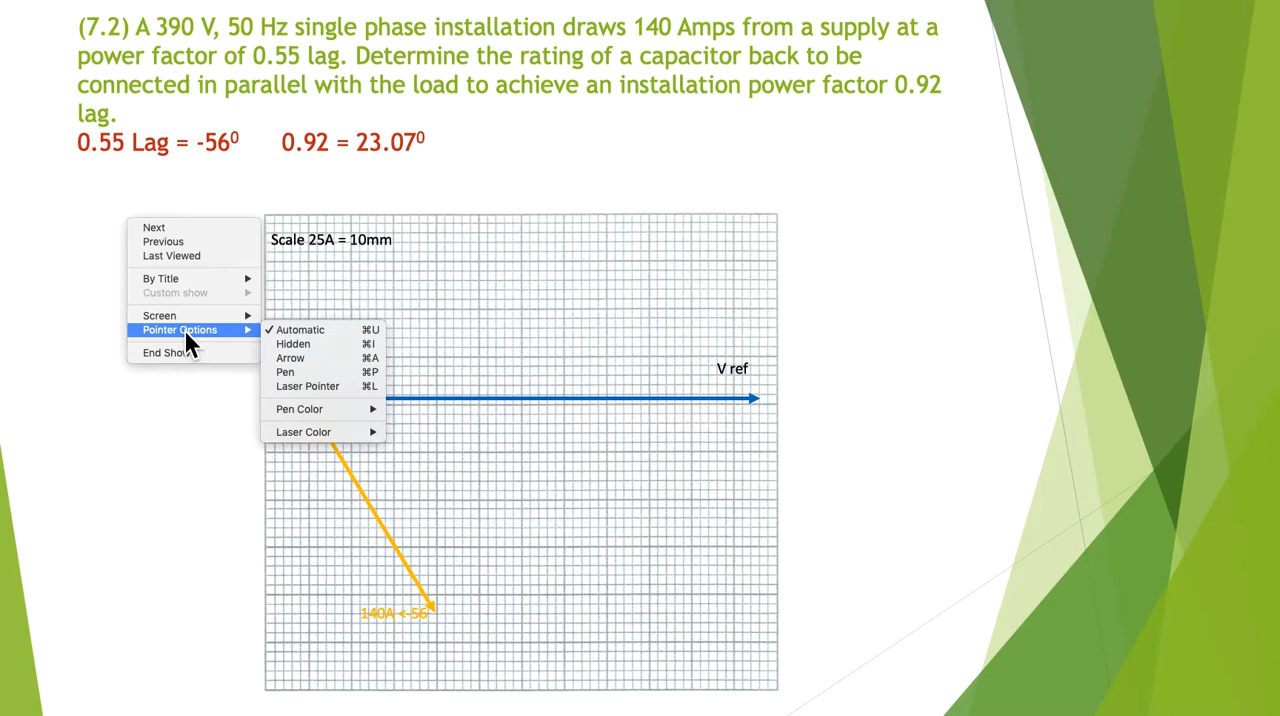 (7.2) A 390 V, 50 Hz single phase installation draws 140 Amps from a supply at a
power factor of 0.55 lag. Determine the rating of a capacitor back to be
connected in parallel with the load to achieve an installation power factor 0.92
lag.
0.55 Lag = -56⁰ 0.92 = 23.07⁰
Next
Previous
Last Viewed
By Title
Custom show
Screen
Pointer Options
End Show
Scale 25A = 10mm
✓ Automatic ⌘U
Hidden ⌘I
Arrow ⌘A
Pen ⌘P
Laser Pointer ⌘L
Pen Color
Laser Color
V ref
140A <-56